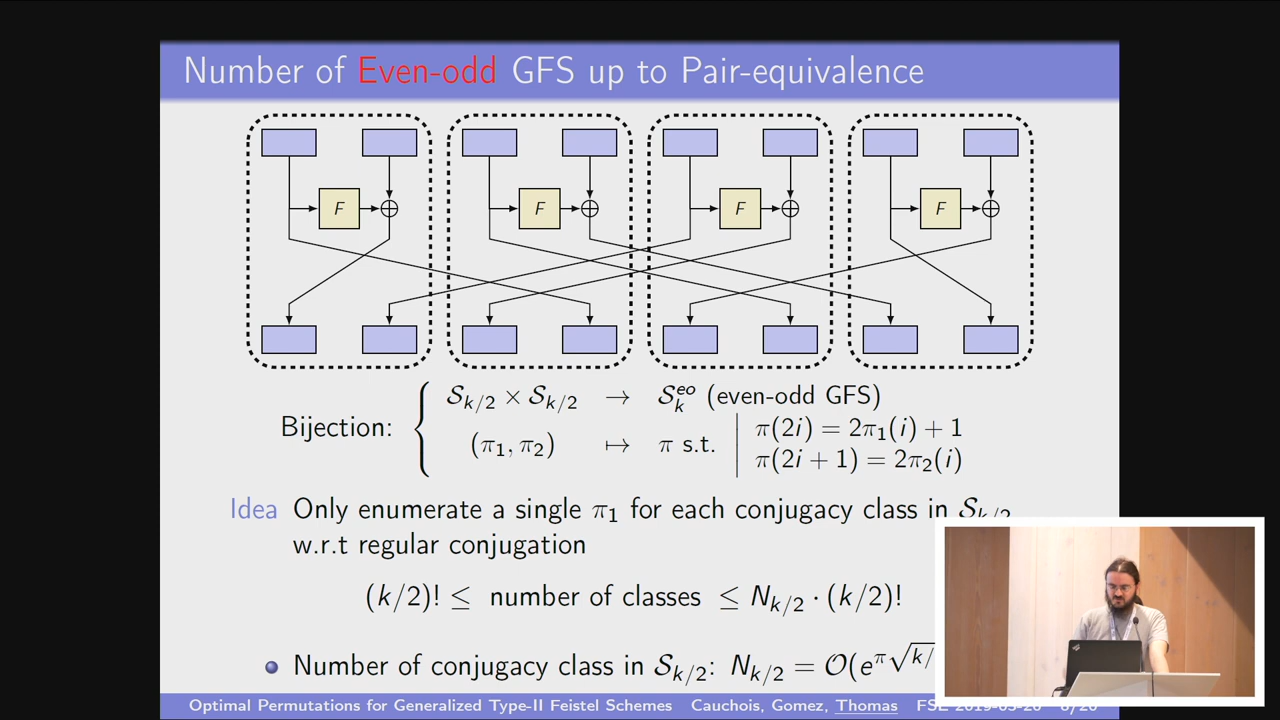 Number of Even-odd GFS up to Pair-equivalence
F F F F
Bijection: { S_{k/2} × S_{k/2} → S_k^{eo} (even-odd GFS)
(π_1, π_2) ↦ π s.t. | π(2i) = 2π_1(i) + 1
π(2i + 1) = 2π_2(i)
Idea Only enumerate a single π_1 for each conjugacy class in S_{k/2}
w.r.t regular conjugation
(k/2)! ≤ number of classes ≤ N_{k/2} · (k/2)!
Number of conjugacy class in S_{k/2}: N_{k/2} = O(e^{π√k/
Optimal Permutations for Generalized Type-II Feistel Schemes Cauchois, Gomez, Thomas